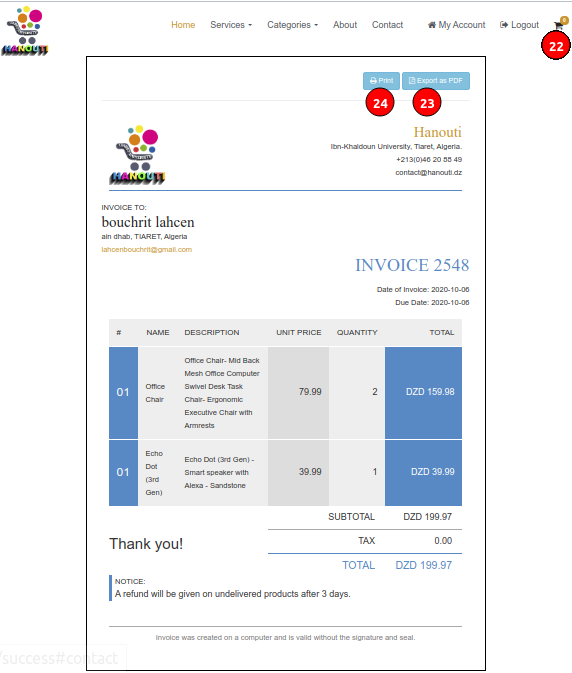 HANOUTI
Home Services Categories About Contact My Account Logout 0
22
Print Export as PDF
24 23
HANOUTI
Hanouti
Ibn-Khaldoun University, Tiaret, Algeria.
+213(0)46 20 88 49
contact@hanouti.dz
INVOICE TO:
bouchrit lahcen
ain dhab, TIARET, Algeria
lahcenbouchrit@gmail.com
INVOICE 2548
Date of Invoice: 2020-10-06
Due Date: 2020-10-06
# NAME DESCRIPTION UNIT PRICE QUANTITY TOTAL
Office Chair- Mid Back
Mesh Office Computer
Swivel Desk Task
Chair- Ergonomic
Executive Chair with
Armrests
01 Office
Chair
79.99 2 DZD 159.98
01 Echo
Dot
(3rd
Gen)
Echo Dot (3rd Gen) -
Smart speaker with
Alexa - Sandstone
39.99 1 DZD 39.99
SUBTOTAL DZD 199.97
TAX 0.00
TOTAL DZD 199.97
Thank you!
NOTICE:
A refund will be given on undelivered products after 3 days.
Invoice was created on a computer and is valid without the signature and seal.
/success#contact